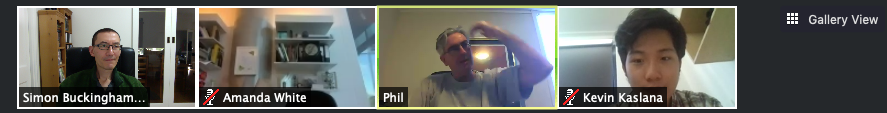 Gallery View
Simon Buckingham...
Amanda White
Phil
Kevin Kaslana